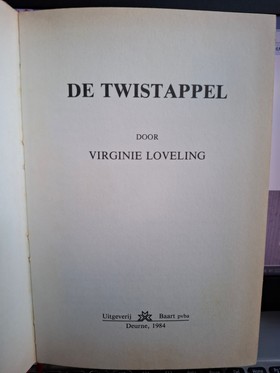 DE TWISTAPPEL
DOOR
VIRGINIE LOVELING
Uitgeverij Baart pvba
Deurne, 1984